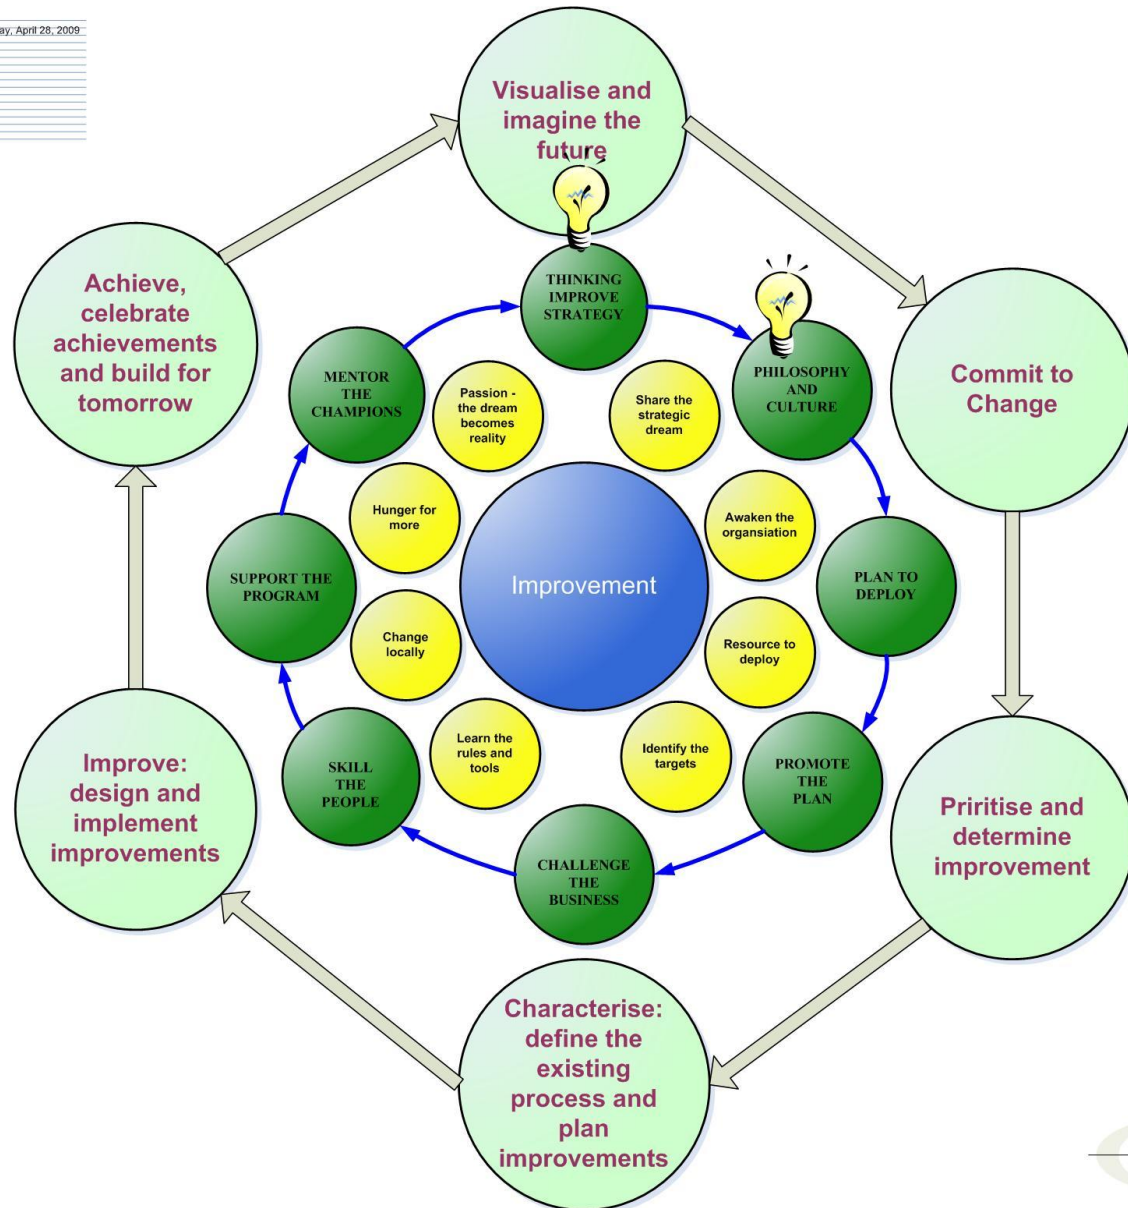 ay, April 28, 2009
Visualise and
imagine the
future
Achieve,
celebrate
achievements
and build for
tomorrow
Commit to
Change
THINKING
IMPROVE
STRATEGY
PHILOSOPHY
AND
CULTURE
MENTOR
THE
CHAMPIONS
Passion -
the dream
becomes
reality
Share the
strategic
dream
Hunger for
more
Awaken the
organsiation
SUPPORT THE
PROGRAM
Improvement
PLAN TO
DEPLOY
Change
locally
Resource to
deploy
Learn the
rules and
tools
Identify the
targets
SKILL
THE
PEOPLE
PROMOTE
THE
PLAN
Improve:
design and
implement
improvements
Priritise and
determine
improvement
CHALLENGE
THE
BUSINESS
Characterise:
define the
existing
process and
plan
improvements